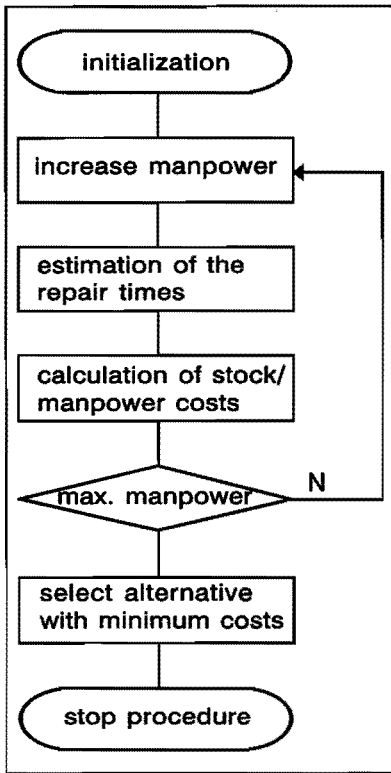 initialization
increase manpower
estimation of the
repair times
calculation of stock/
manpower costs
max. manpower
N
select alternative
with minimum costs
stop procedure